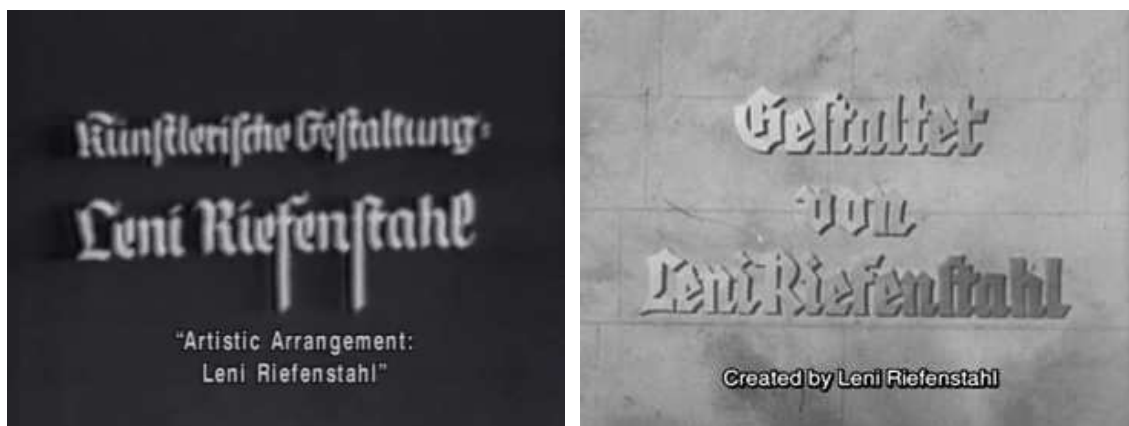 Künstlerische Gestaltung:
Leni Riefenstahl
“Artistic Arrangement:
Leni Riefenstahl”
Gestaltet
von
Leni Riefenstahl
Created by Leni Riefenstahl